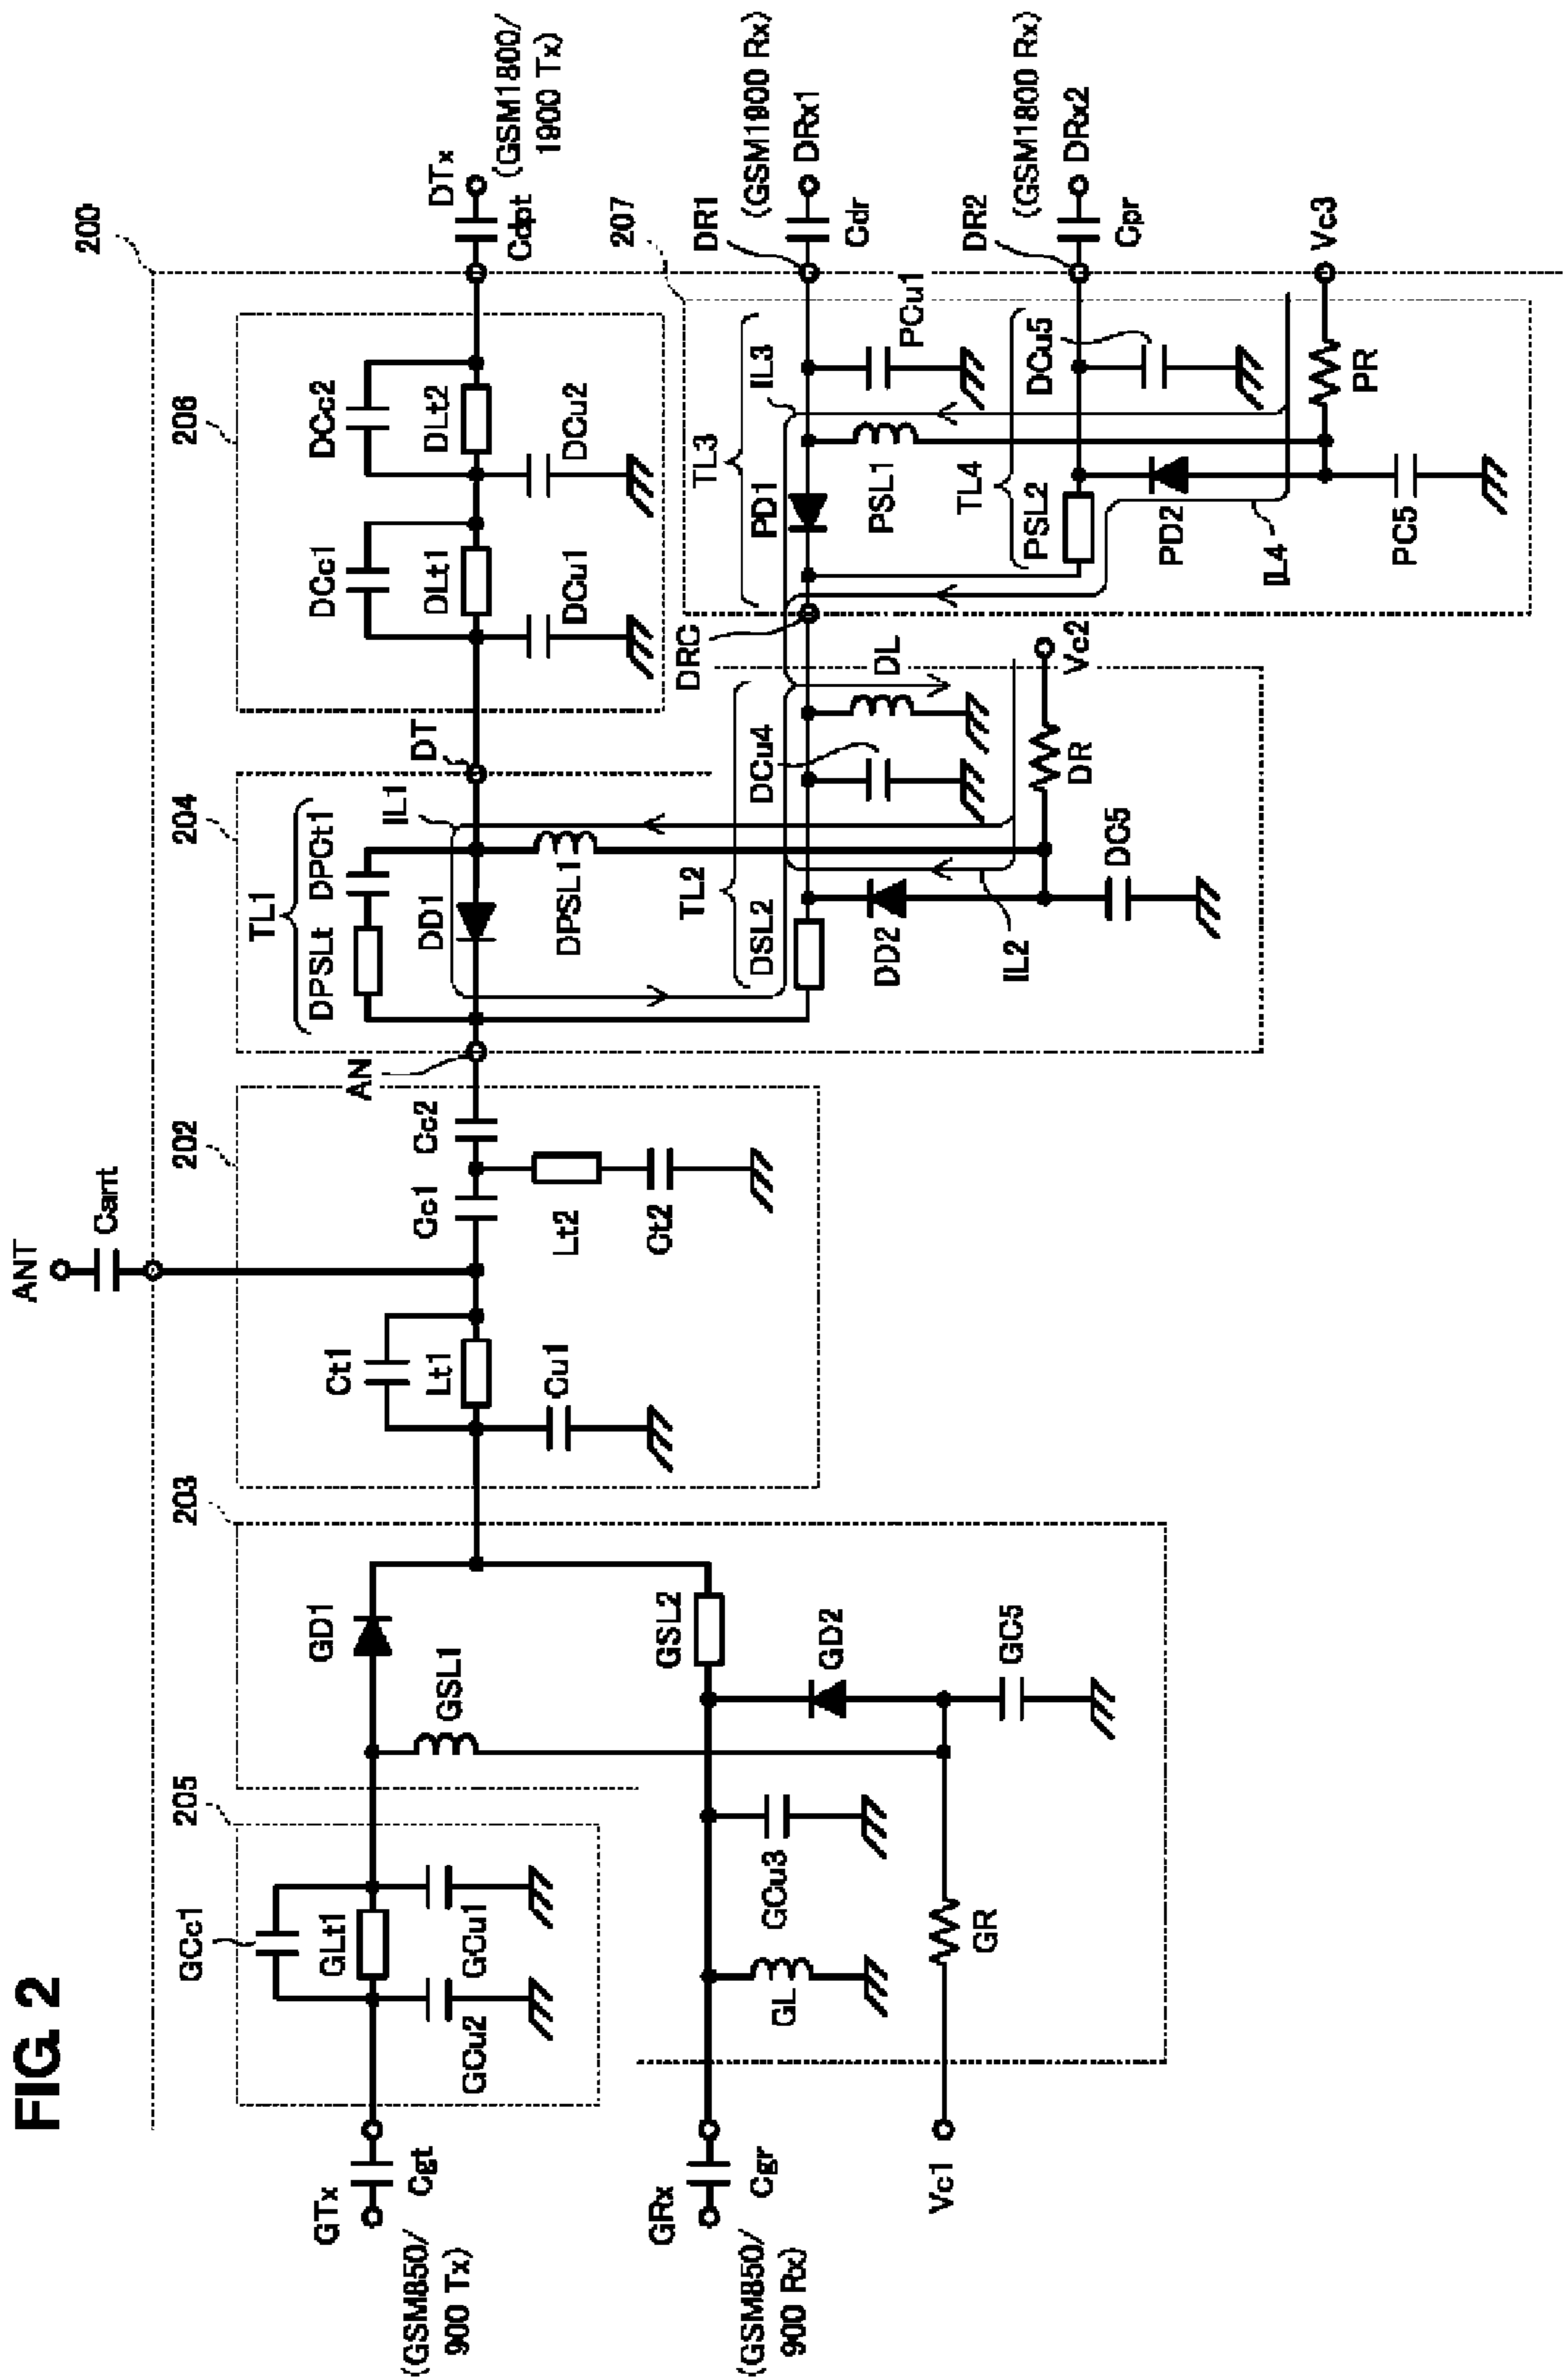 FIG. 2
ANT
Cant
200
202
203
204
205
206
207
GTx
(GSM850/
900 Tx)
Cgt
GCc1
GLt1
GCu2
GCu1
GD1
GSL1
GRx
(GSM850/
900 Rx)
Cgr
GL
GCu3
GSL2
GD2
GC5
GR
Vc1
Ct1
Lt1
Cu1
Cc1
Cc2
Lt2
Ct2
AN
TL1
DPSLt
DPCt1
DD1
DPSL1
IL1
DT
TL2
DSL2
DCu4
DL
DD2
IL2
DC5
DR
Vc2
DCc1
DLt1
DCu1
DCc2
DLt2
DCu2
DTx
Cdpt
(GSM1800/
1900 Tx)
DRC
TL3
PD1
IL3
PSL1
PCu1
DR1
Cdr
DRx1
(GSM1900 Rx)
TL4
PSL2
DCu5
DR2
Cpr
DRx2
(GSM1800 Rx)
PD2
IL4
PC5
PR
Vc3